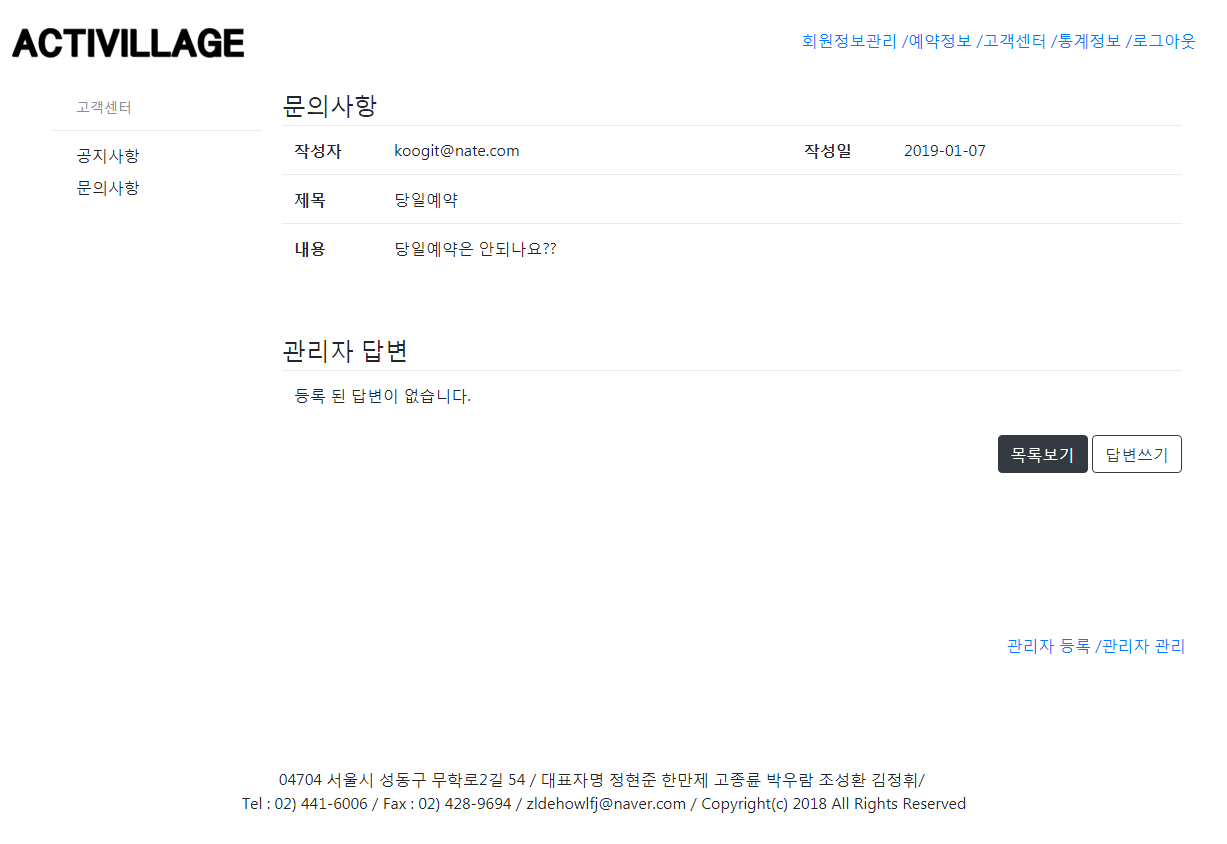 ACTIVILLAGE
회원정보관리 /예약정보 /고객센터 /통계정보 /로그아웃
고객센터
공지사항
문의사항
문의사항
작성자 koogit@nate.com 작성일 2019-01-07
제목 당일예약
내용 당일예약은 안되나요??
관리자 답변
등록 된 답변이 없습니다.
목록보기 답변쓰기
관리자 등록 /관리자 관리
04704 서울시 성동구 무학로2길 54 / 대표자명 정현준 한만제 고종륜 박우람 조성환 김정휘/
Tel : 02) 441-6006 / Fax : 02) 428-9694 / zldehowlfj@naver.com / Copyright(c) 2018 All Rights Reserved